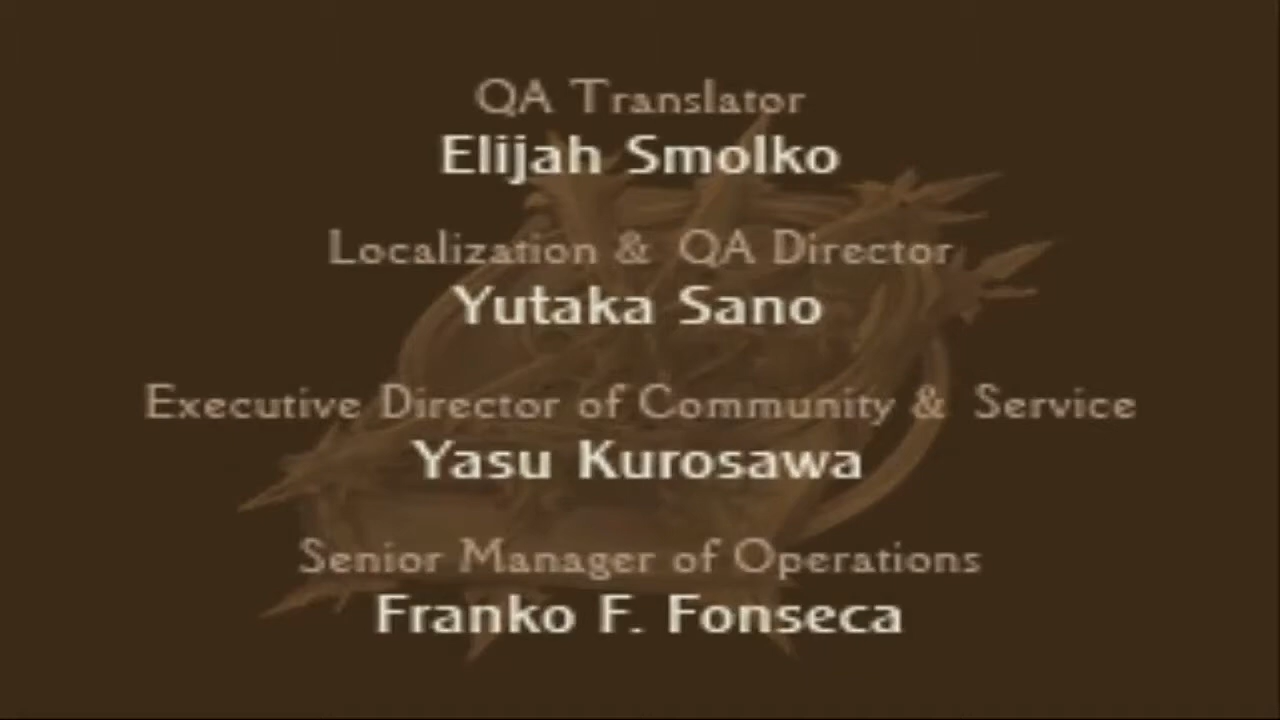 QA Translator
Elijah Smolko
Localization & QA Director
Yutaka Sano
Executive Director of Community & Service
Yasu Kurosawa
Senior Manager of Operations
Franko F. Fonseca